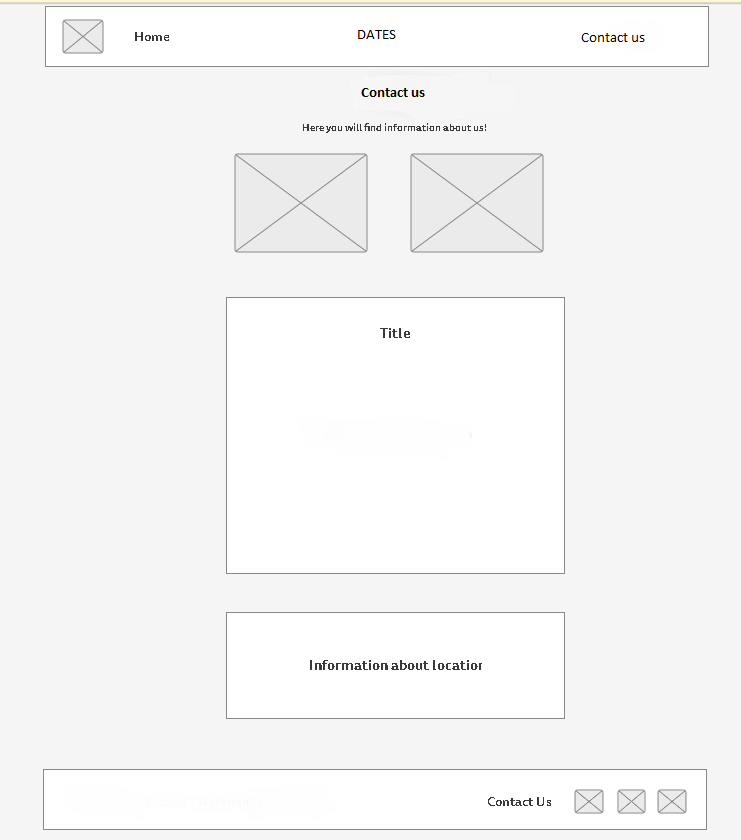 Home
DATES
Contact us
Contact us
Here you will find information about us!
Title
Information about locatior
Contact Us